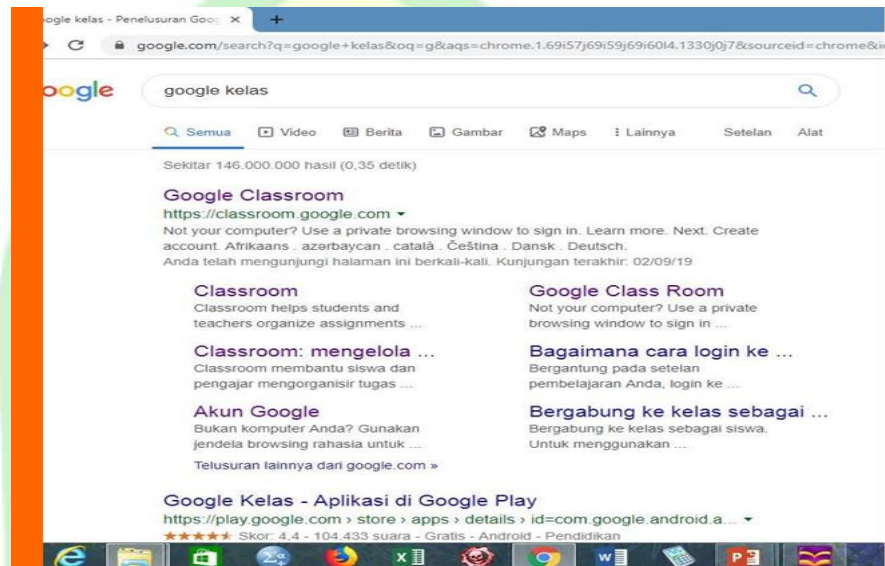 ogle kelas - Penelusuran Goog
google.com/search?q=google+kelas&oq=g&aqs=chrome.1.69i57j69i59j69i60l4.1330j0j7&sourceid=chrome&i
oogle google kelas
Semua Video Berita Gambar Maps Lainnya Setelan Alat
Sekitar 146.000.000 hasil (0,35 detik)
Google Classroom
https://classroom.google.com
Not your computer? Use a private browsing window to sign in. Learn more. Next. Create
account. Afrikaans . azərbaycan . català . Čeština . Dansk . Deutsch.
Anda telah mengunjungi halaman ini berkali-kali. Kunjungan terakhir: 02/09/19
Classroom
Classroom helps students and
teachers organize assignments ...
Google Class Room
Not your computer? Use a private
browsing window to sign in ...
Classroom: mengelola ...
Classroom membantu siswa dan
pengajar mengorganisir tugas ...
Bagaimana cara login ke ...
Bergantung pada setelan
pembelajaran Anda, login ke ...
Akun Google
Bukan komputer Anda? Gunakan
jendela browsing rahasia untuk ...
Bergabung ke kelas sebagai ...
Bergabung ke kelas sebagai siswa.
Untuk menggunakan ...
Telusuran lainnya dari google.com »
Google Kelas - Aplikasi di Google Play
https://play.google.com › store › apps › details › id=com.google.android.a...
Skor: 4,4 - 104.433 suara - Gratis - Android - Pendidikan